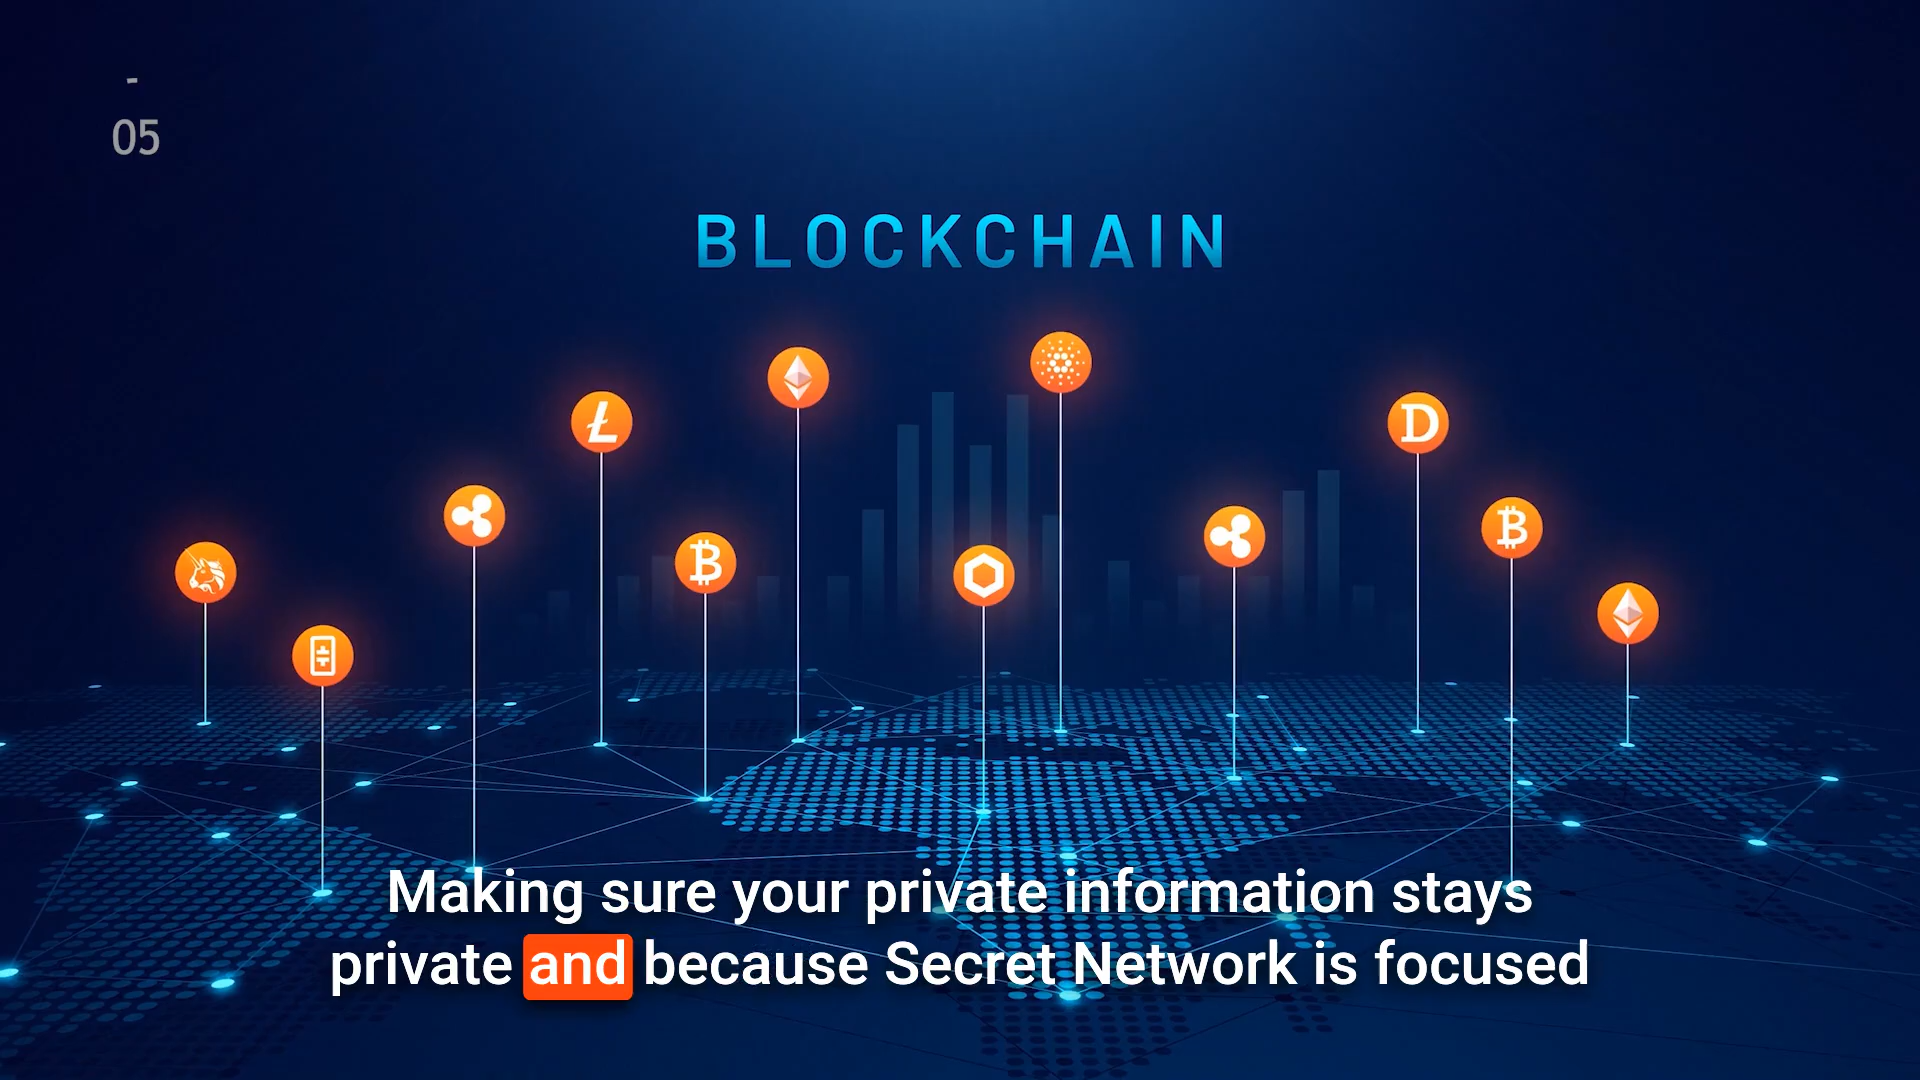 -
05
BLOCKCHAIN
Making sure your private information stays
private and because Secret Network is focused